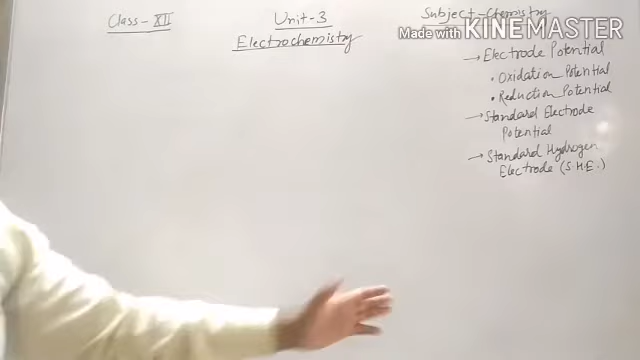 Class-XII
Unit-3
Subject-Chemistry
Made with KINEMASTER
Electrochemistry
→ Electrode Potential
• Oxidation Potential
• Reduction Potential
→ Standard Electrode
Potential
→ Standard Hydrogen
Electrode (S.H.E.)